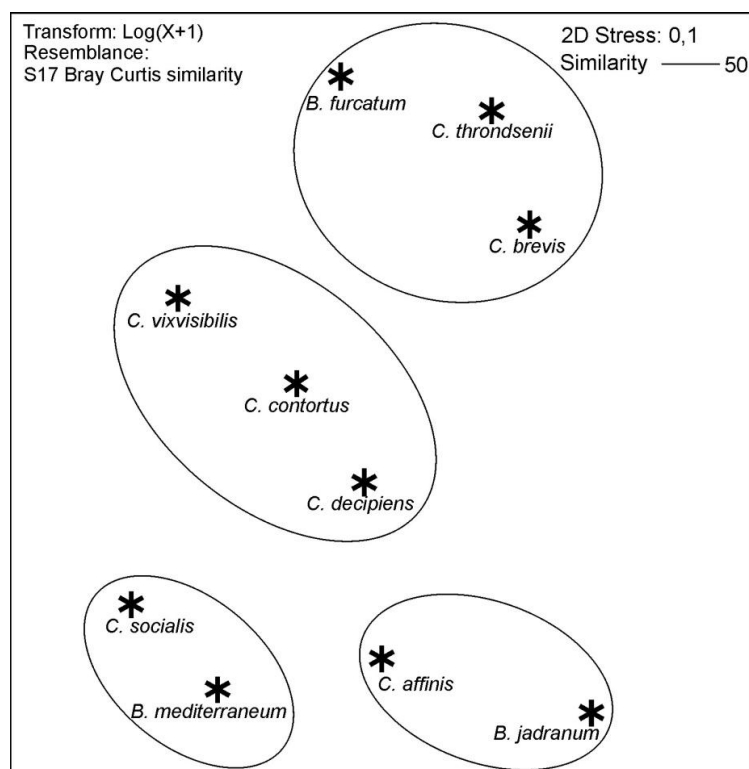 Transform: Log(X+1)
Resemblance:
S17 Bray Curtis similarity
2D Stress: 0,1
Similarity 50
B. furcatum
C. throndsenii
C. brevis
C. vixvisibilis
C. contortus
C. decipiens
C. socialis
B. mediterraneum
C. affinis
B. jadranum